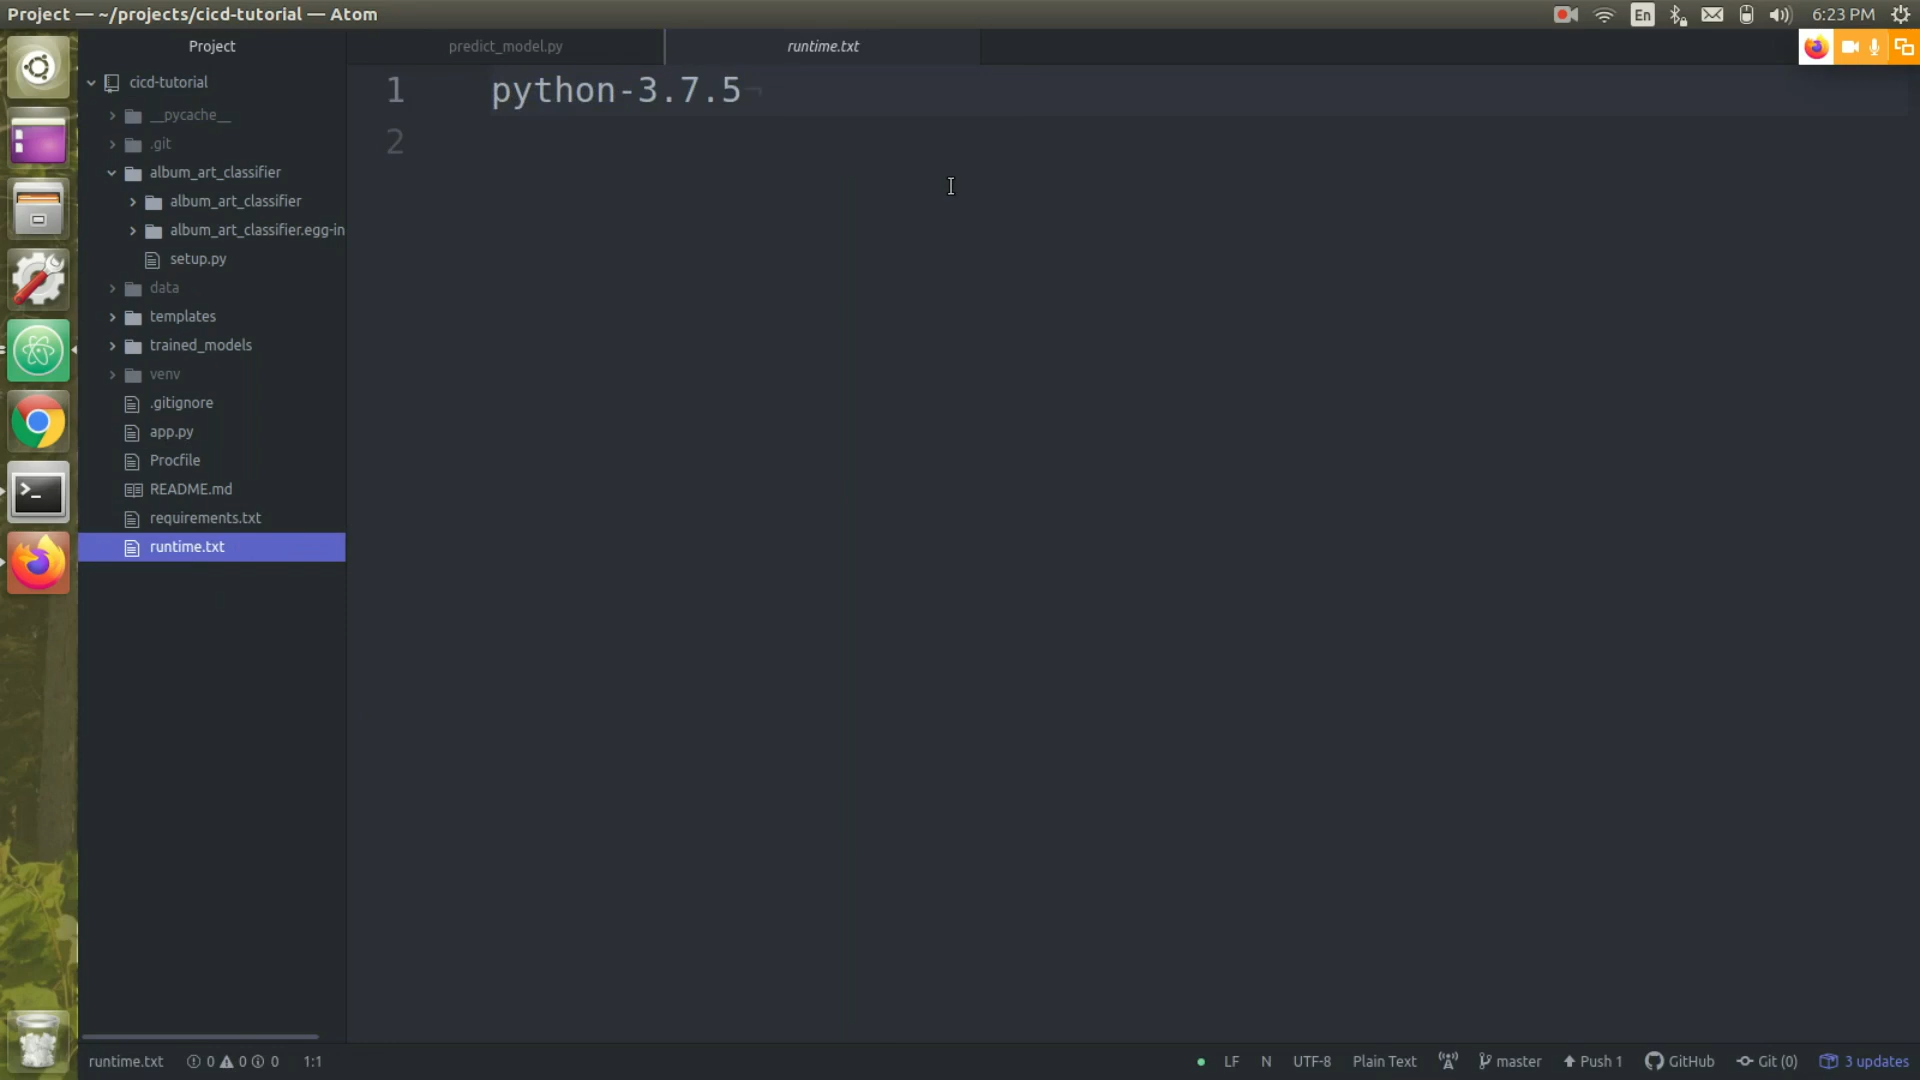 Project — ~/projects/cicd-tutorial — Atom
En
6:23 PM
Project
predict_model.py
runtime.txt
cicd-tutorial
__pycache__
.git
album_art_classifier
album_art_classifier
album_art_classifier.egg-in
setup.py
data
templates
trained_models
venv
.gitignore
app.py
Procfile
README.md
requirements.txt
runtime.txt
1 python-3.7.5¬
2
runtime.txt 0 0 0 1:1
LF N UTF-8 Plain Text master Push 1 GitHub Git (0) 3 updates